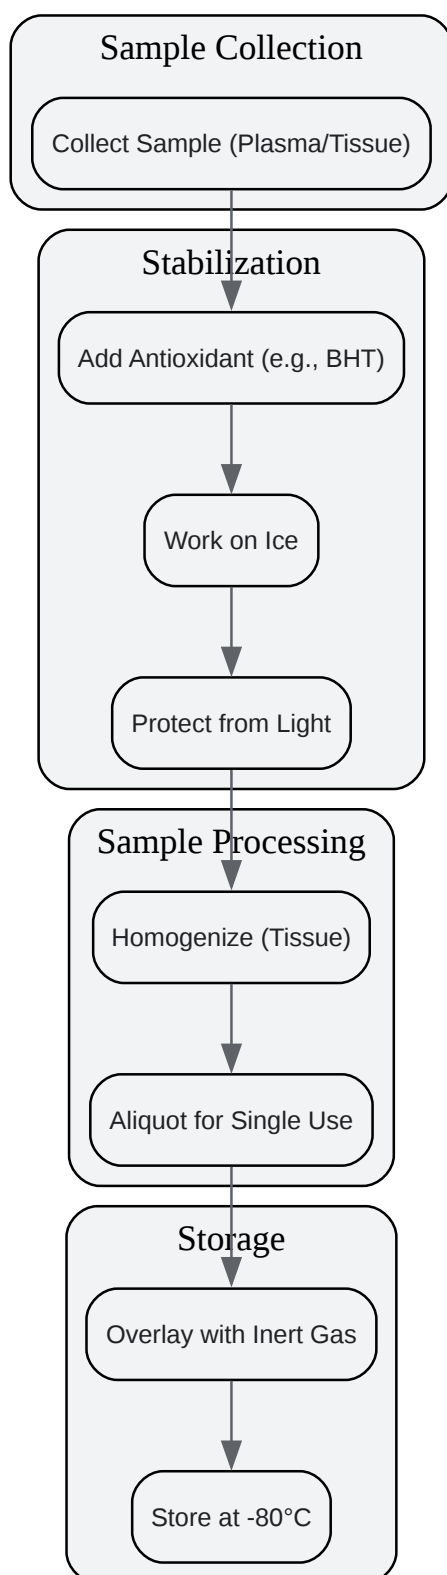 Sample Collection
Collect Sample (Plasma/Tissue)
Stabilization
Add Antioxidant (e.g., BHT)
Work on Ice
Protect from Light
Sample Processing
Homogenize (Tissue)
Aliquot for Single Use
Storage
Overlay with Inert Gas
Store at -80°C